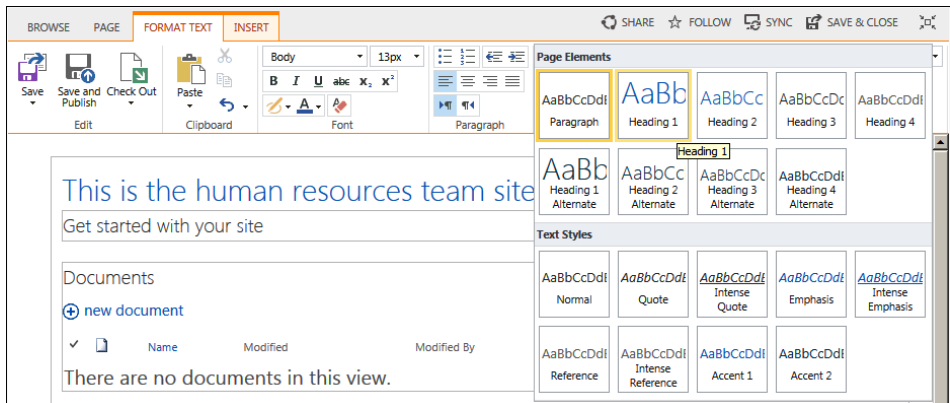 BROWSE PAGE FORMAT TEXT INSERT SHARE FOLLOW SYNC SAVE & CLOSE
Save
Save and Publish
Check Out
Edit
Paste
Clipboard
Body 13px
B I U abc X₂ X²
A
Font
Paragraph
Page Elements
AaBbCcDdE
Paragraph
AaBb
Heading 1
AaBbCc
Heading 2
AaBbCcDc
Heading 3
AaBbCcDdE
Heading 4
Heading 1
AaBb
Heading 1
Alternate
AaBbCc
Heading 2
Alternate
AaBbCcDc
Heading 3
Alternate
AaBbCcDdE
Heading 4
Alternate
Text Styles
AaBbCcDdE
Normal
AaBbCcDdE
Quote
AaBbCcDdE
Intense
Quote
AaBbCcDdE
Emphasis
AaBbCcDdE
Intense
Emphasis
AaBbCcDdE
Reference
AaBbCcDdE
Intense
Reference
AaBbCcDdE
Accent 1
AaBbCcDdE
Accent 2
This is the human resources team site
Get started with your site
Documents
new document
Name Modified Modified By
There are no documents in this view.